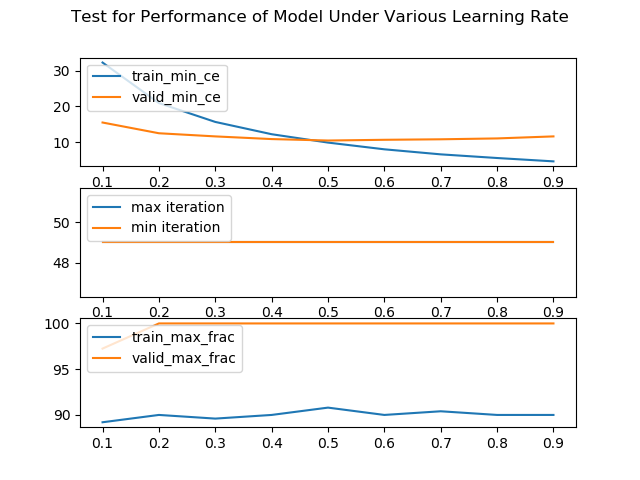 Test for Performance of Model Under Various Learning Rate
30
20
10
train_min_ce
valid_min_ce
0.1 0.2 0.3 0.4 0.5 0.6 0.7 0.8 0.9
50
48
max iteration
min iteration
0.1 0.2 0.3 0.4 0.5 0.6 0.7 0.8 0.9
100
95
90
train_max_frac
valid_max_frac
0.1 0.2 0.3 0.4 0.5 0.6 0.7 0.8 0.9